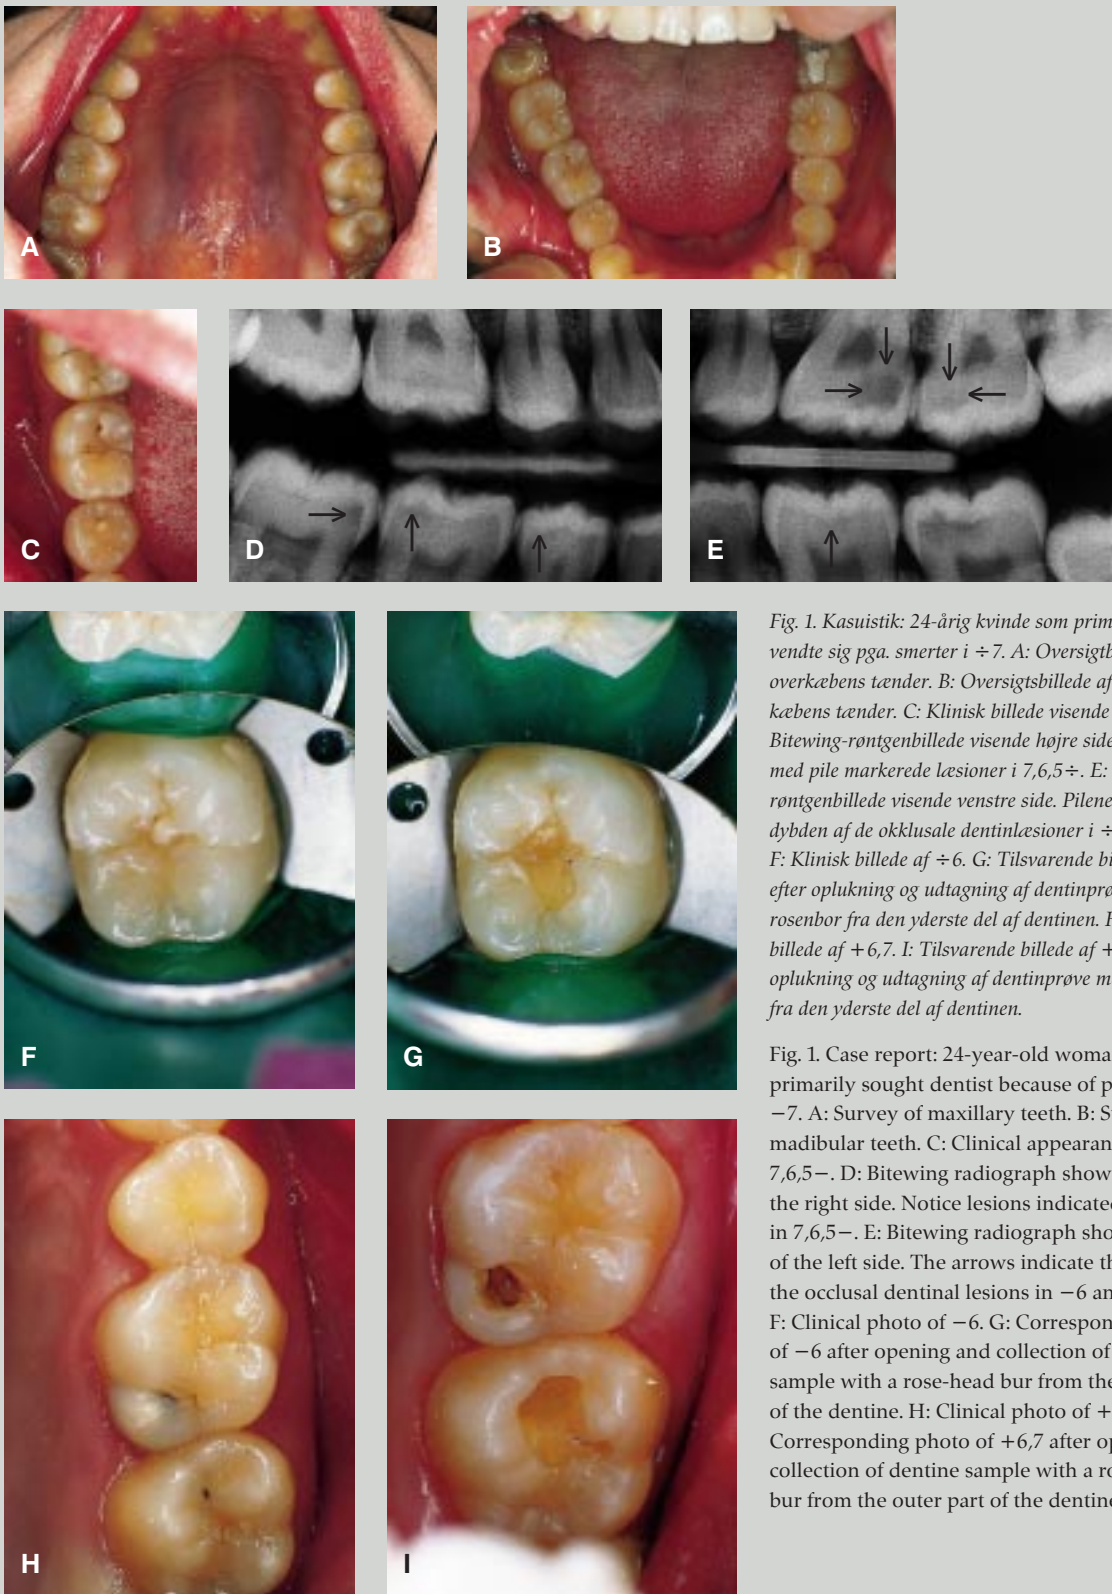 A
B
C
D
E
F
G
H
I
Fig. 1. Kasuistik: 24-årig kvinde som prim
vendte sig pga. smerter i ÷7. A: Oversigtb
overkæbens tænder. B: Oversigtsbillede af
kæbens tænder. C: Klinisk billede visende
Bitewing-røntgenbillede visende højre side
med pile markerede læsioner i 7,6,5÷. E:
røntgenbillede visende venstre side. Pilene
dybden af de okklusale dentinlæsioner i ÷
F: Klinisk billede af ÷6. G: Tilsvarende bi
efter oplukning og udtagning af dentinprø
rosenbor fra den yderste del af dentinen.
billede af +6,7. I: Tilsvarende billede af +
oplukning og udtagning af dentinprøve m
fra den yderste del af dentinen.
Fig. 1. Case report: 24-year-old woma
primarily sought dentist because of p
−7. A: Survey of maxillary teeth. B: S
madibular teeth. C: Clinical appearan
7,6,5−. D: Bitewing radiograph show
the right side. Notice lesions indicated
in 7,6,5−. E: Bitewing radiograph sho
of the left side. The arrows indicate th
the occlusal dentinal lesions in −6 an
F: Clinical photo of −6. G: Correspon
of −6 after opening and collection of
sample with a rose-head bur from the
of the dentine. H: Clinical photo of +
Corresponding photo of +6,7 after op
collection of dentine sample with a ro
bur from the outer part of the dentine